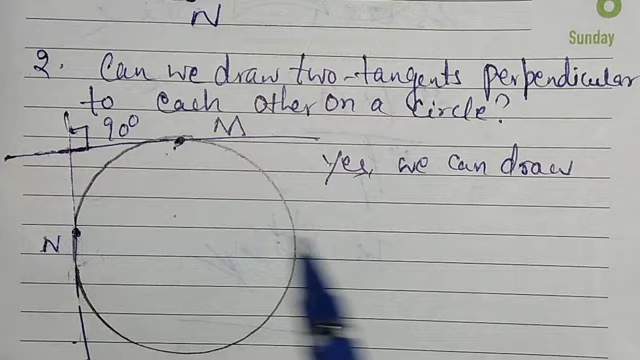 N
Sunday
2. Can we draw two-tangents perpendicular
to each other on a circle?
90°
M
Yes, we can draw
N